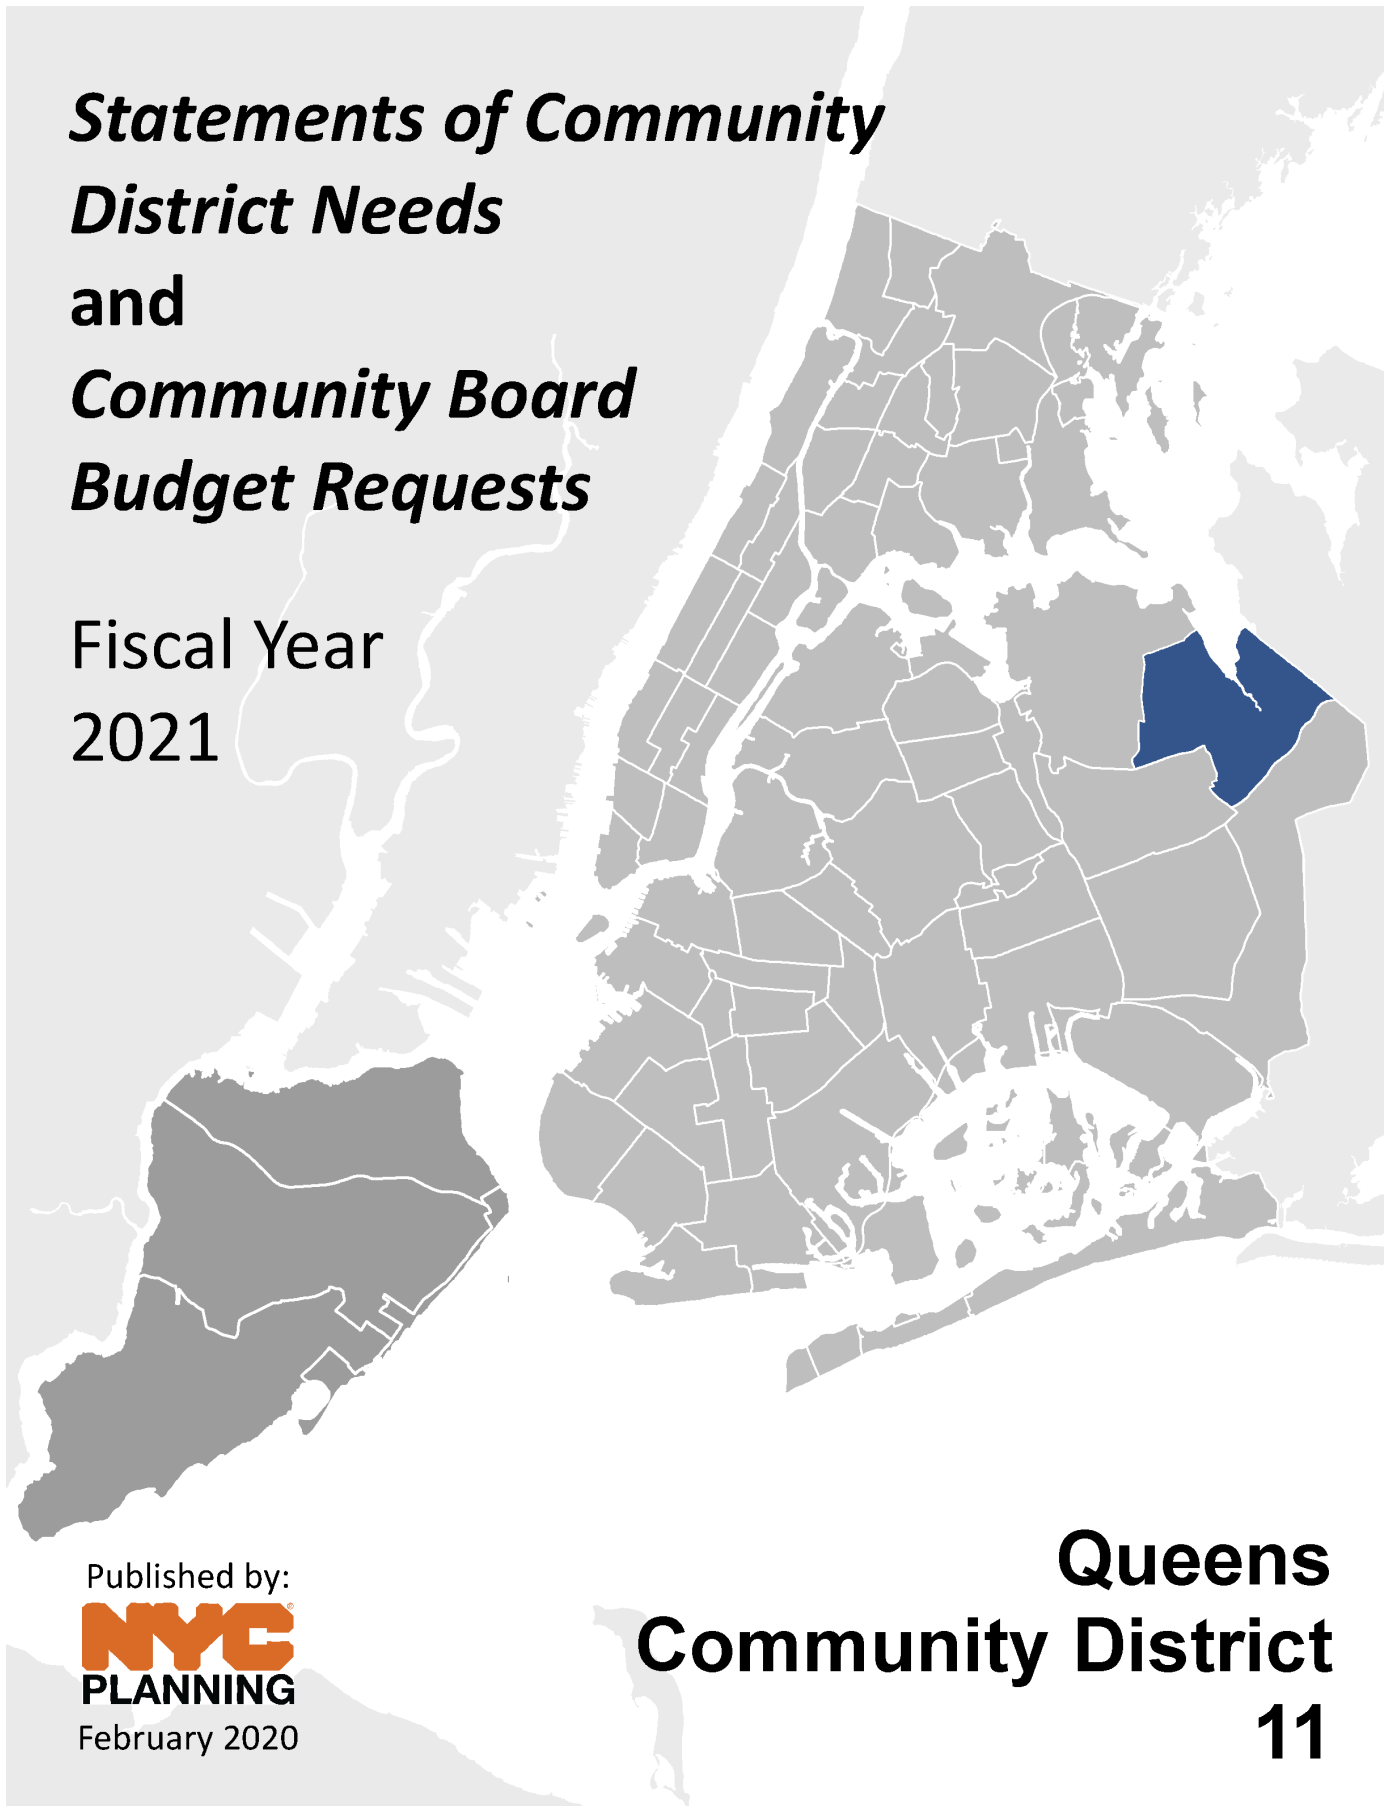 Statements of Community
District Needs
and
Community Board
Budget Requests
Fiscal Year
2021
Published by:
NYC®
PLANNING
February 2020
Queens
Community District
11